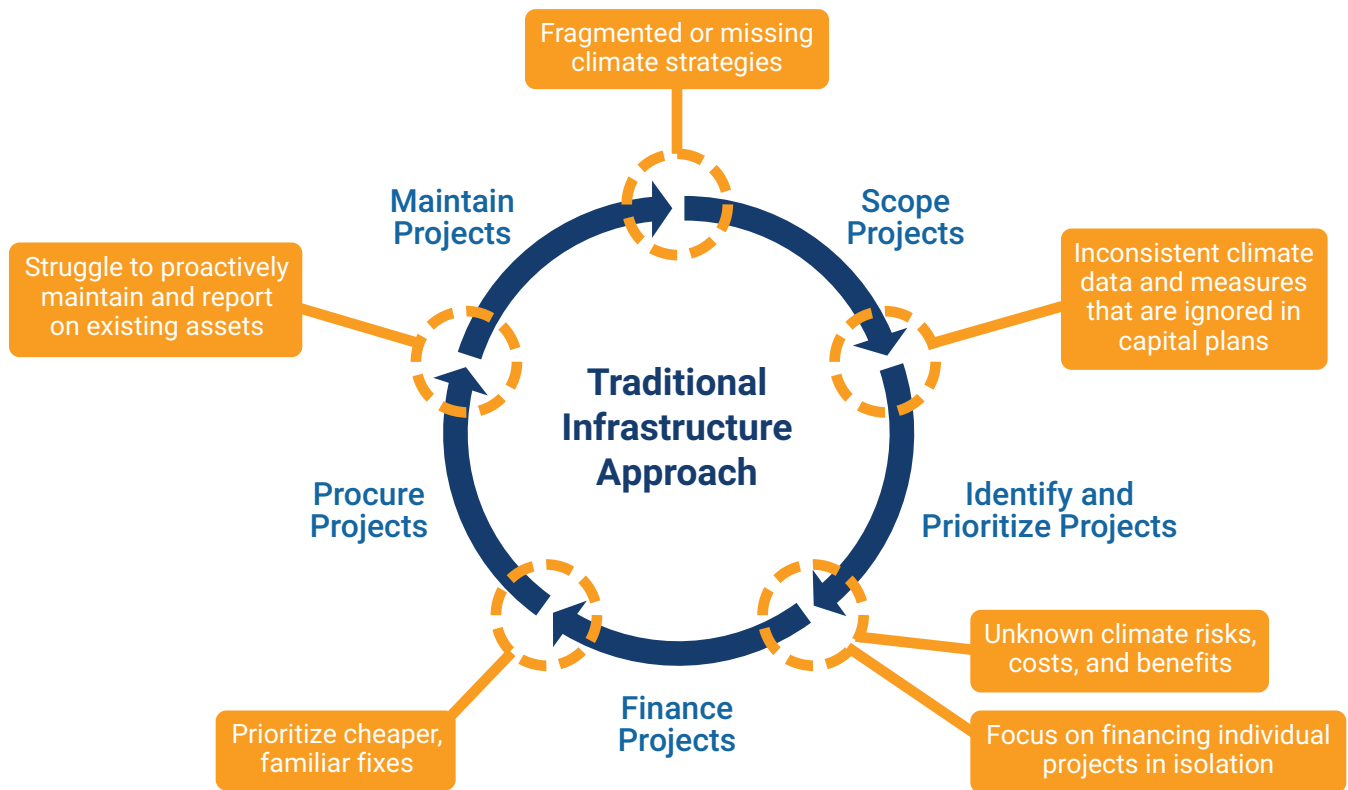 Fragmented or missing
climate strategies
Maintain
Projects
Scope
Projects
Struggle to proactively
maintain and report
on existing assets
Inconsistent climate
data and measures
that are ignored in
capital plans
Traditional
Infrastructure
Approach
Procure
Projects
Identify and
Prioritize Projects
Unknown climate risks,
costs, and benefits
Finance
Projects
Prioritize cheaper,
familiar fixes
Focus on financing individual
projects in isolation